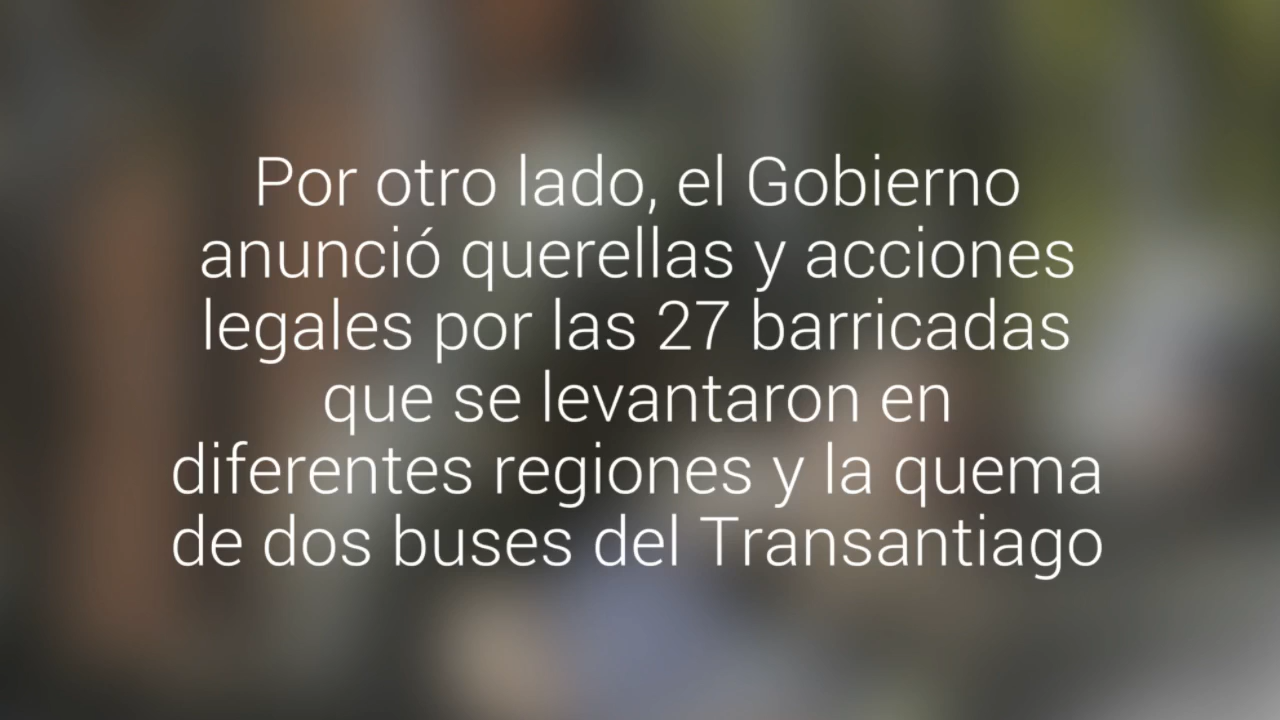 Por otro lado, el Gobierno
anunció querellas y acciones
legales por las 27 barricadas
que se levantaron en
diferentes regiones y la quema
de dos buses del Transantiago